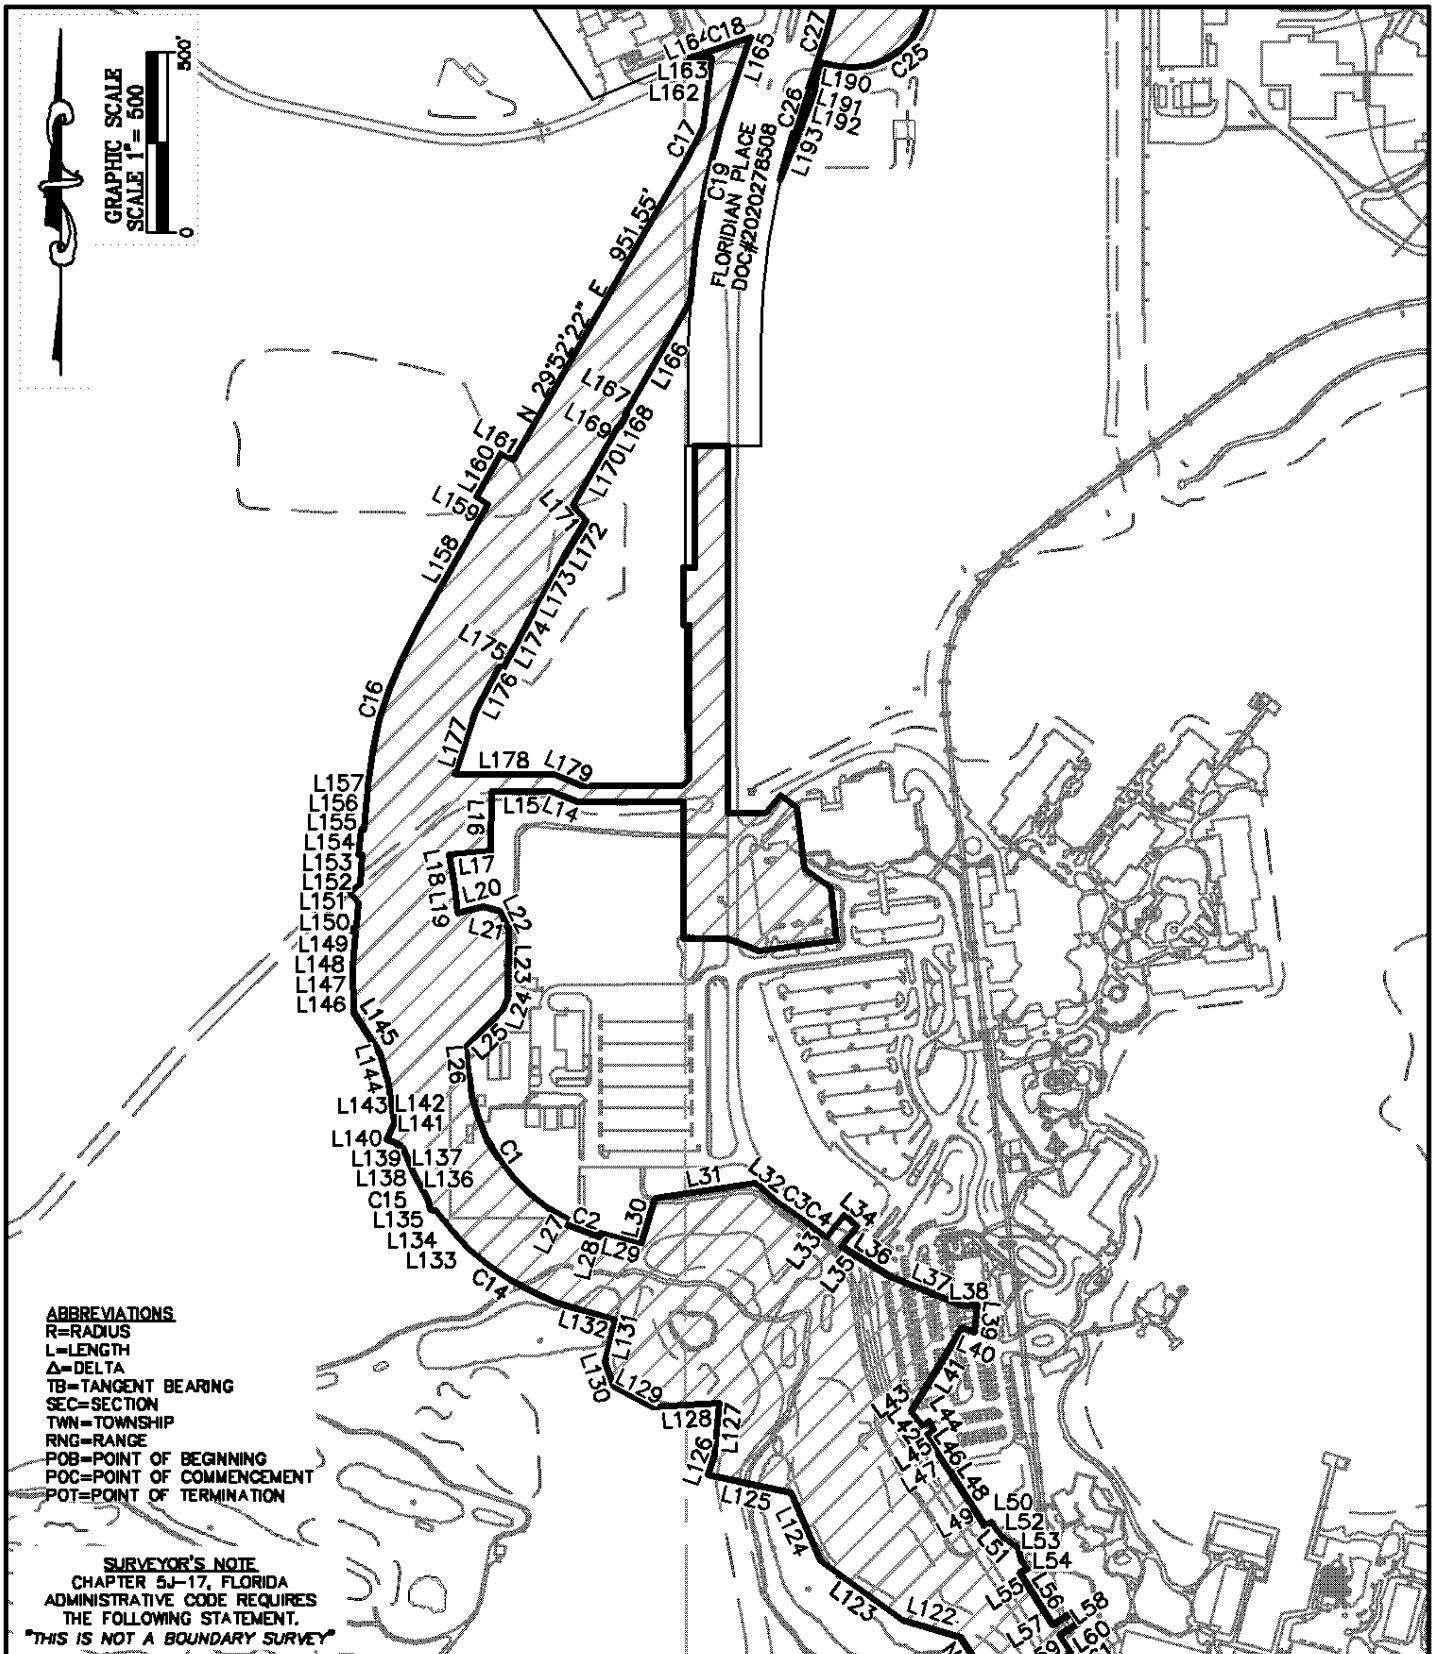 GRAPHIC SCALE
SCALE 1" = 500
0
500'
L164
C18
L165
L163
L162
C17
C27
C25
L190
L191
L192
C26
L193
C19
FLORIDIAN PLACE
DOC#20200278508
N 29°52'22" E 951.55'
L166
L167
L168
L169
L170
L161
L160
L159
L171
L172
L158
L173
L174
L175
L176
C16
L177
L178
L179
L157
L156
L155
L154
L153
L152
L151
L150
L149
L148
L147
L146
L15
L14
L16
L17
L18
L20
L19
L21
L22
L23
L24
L25
L26
L145
L144
L143
L142
L141
L140
L139
L137
L138
L136
C15
L135
L134
L133
C1
C14
C2
L27
L28
L29
L30
L31
L32
C3
C4
L34
L33
L35
L36
L37
L38
L39
L40
L41
L43
L42
L44
L45
L46
L47
L48
L49
L50
L52
L51
L53
L54
L55
L56
L57
L58
L60
L132
L131
L130
L129
L128
L127
L126
L125
L124
L123
L122
ABBREVIATIONS
R=RADIUS
L=LENGTH
Δ=DELTA
TB=TANGENT BEARING
SEC=SECTION
TWN=TOWNSHIP
RNG=RANGE
POB=POINT OF BEGINNING
POC=POINT OF COMMENCEMENT
POT=POINT OF TERMINATION
SURVEYOR'S NOTE
CHAPTER 5J-17, FLORIDA
ADMINISTRATIVE CODE REQUIRES
THE FOLLOWING STATEMENT.
"THIS IS NOT A BOUNDARY SURVEY"